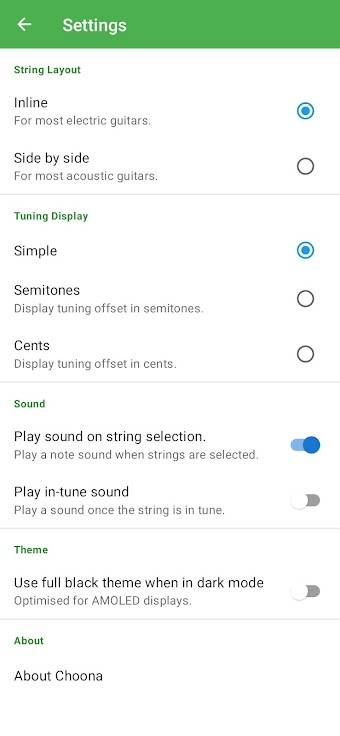 Settings
String Layout
Inline
For most electric guitars.
Side by side
For most acoustic guitars.
Tuning Display
Simple
Semitones
Display tuning offset in semitones.
Cents
Display tuning offset in cents.
Sound
Play sound on string selection.
Play a note sound when strings are selected.
Play in-tune sound
Play a sound once the string is in tune.
Theme
Use full black theme when in dark mode
Optimised for AMOLED displays.
About
About Choona